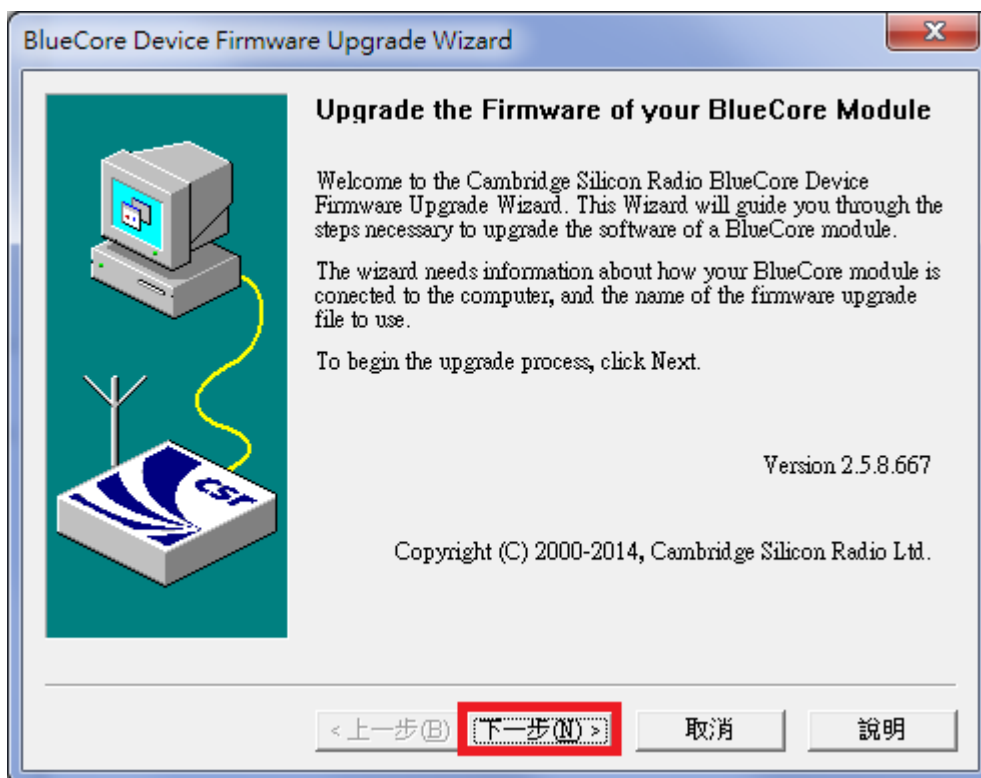 BlueCore Device Firmware Upgrade Wizard
Upgrade the Firmware of your BlueCore Module
Welcome to the Cambridge Silicon Radio BlueCore Device
Firmware Upgrade Wizard. This Wizard will guide you through the
steps necessary to upgrade the software of a BlueCore module.
The wizard needs information about how your BlueCore module is
conected to the computer, and the name of the firmware upgrade
file to use.
To begin the upgrade process, click Next.
csr
Version 2.5.8.667
Copyright (C) 2000-2014, Cambridge Silicon Radio Ltd.
<上一步(B) 下一步(N) > 取消 說明